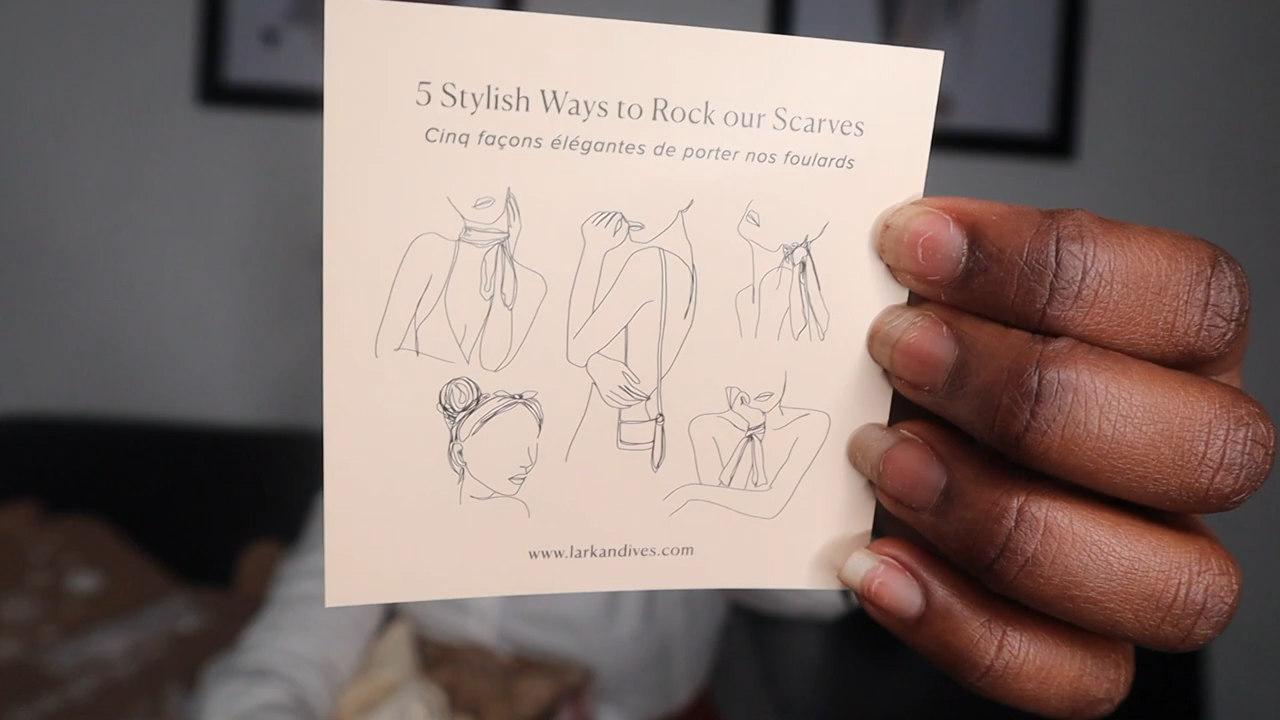 5 Stylish Ways to Rock our Scarves
Cinq façons élégantes de porter nos foulards
www.larkandives.com